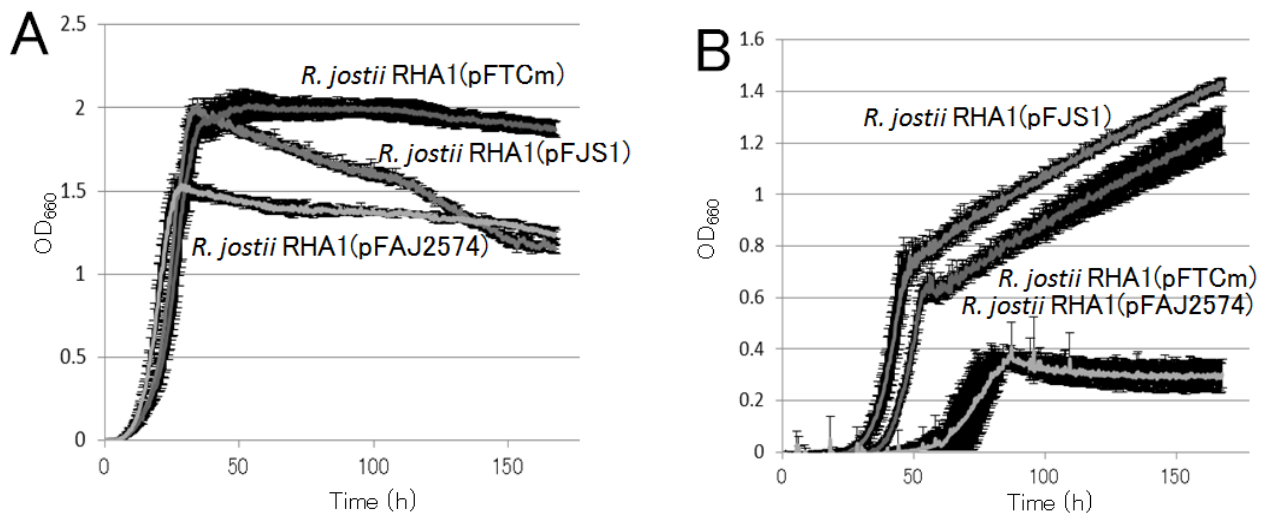 A
2.5
2
1.5
1
0.5
0
0
50
100
150
OD660
Time (h)
R. jostii RHA1(pFTCm)
R. jostii RHA1(pFJS1)
R. jostii RHA1(pFAJ2574)
B
1.6
1.4
1.2
1
0.8
0.6
0.4
0.2
0
0
50
100
150
OD660
Time (h)
R. jostii RHA1(pFJS1)
R. jostii RHA1(pFTCm)
R. jostii RHA1(pFAJ2574)